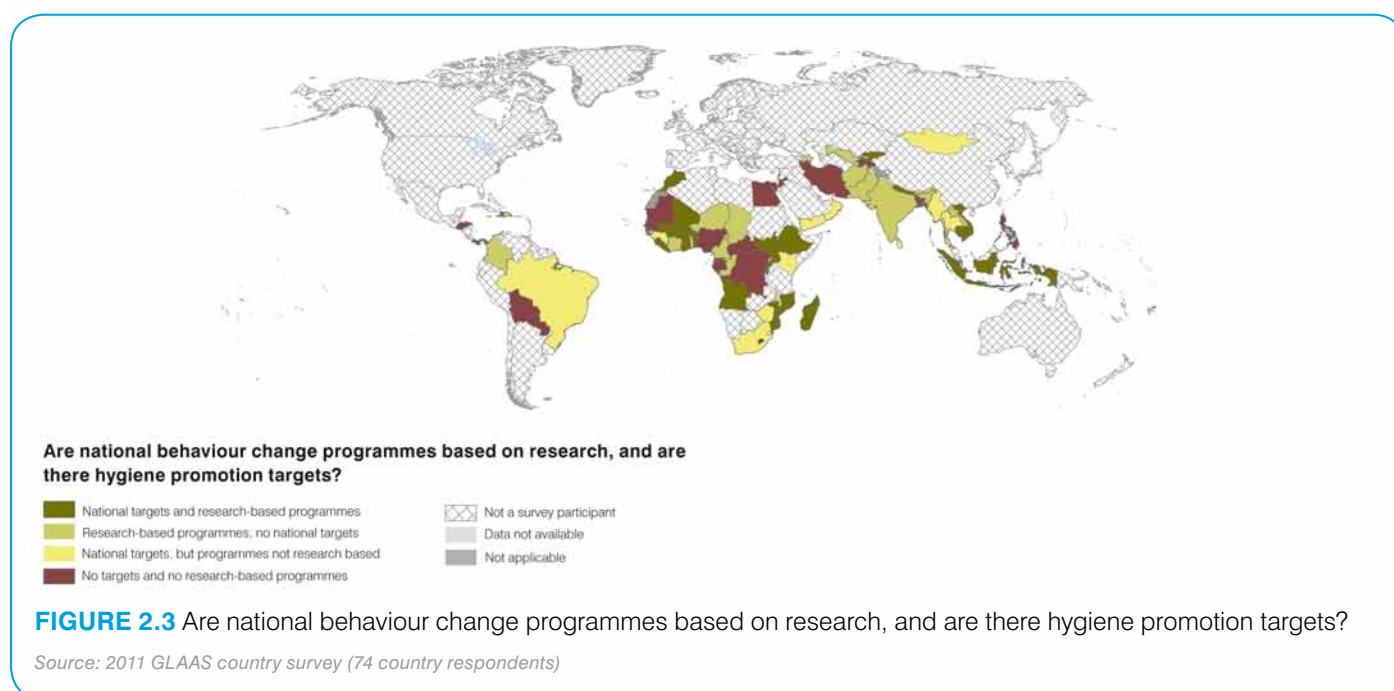 Are national behaviour change programmes based on research, and are
there hygiene promotion targets?
National targets and research-based programmes
Research-based programmes, no national targets
National targets, but programmes not research based
No targets and no research-based programmes
Not a survey participant
Data not available
Not applicable
FIGURE 2.3 Are national behaviour change programmes based on research, and are there hygiene promotion targets?
Source: 2011 GLAAS country survey (74 country respondents)